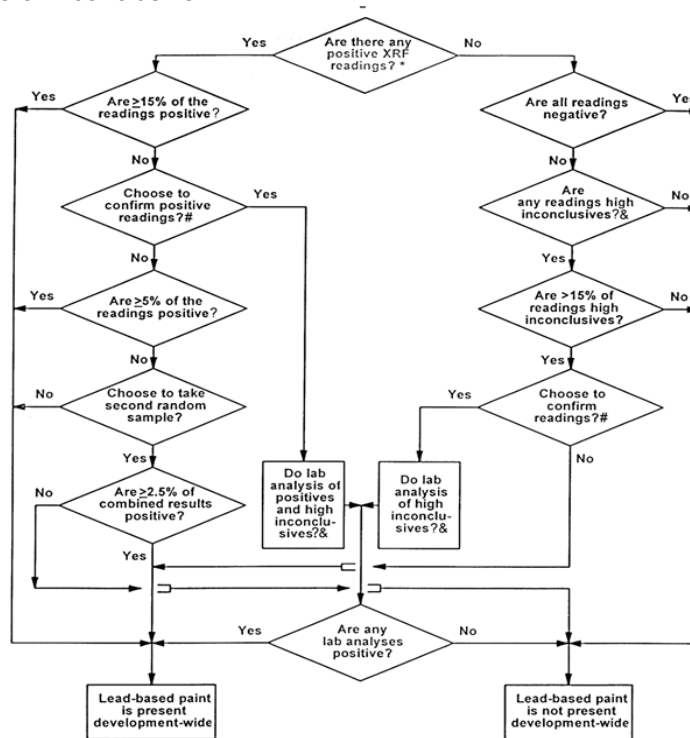 Are there any
positive XRF
readings? *
Yes
No
Are ≥15% of the
readings positive?
Yes
No
Are all readings
negative?
Yes
No
Choose to
confirm positive
readings?#
Yes
No
Are
any readings high
inconclusives?&
No
Yes
Are ≥5% of the
readings positive?
Yes
No
Are >15% of
readings high
inconclusives?
No
Yes
Choose to take
second random
sample?
No
Yes
Choose to
confirm
readings?#
Yes
No
Are ≥2.5% of
combined results
positive?
No
Yes
Do lab
analysis of
positives
and high
inconclu-
sives?&
Do lab
analysis
of high
inconclu-
sives?&
Are any
lab analyses
positive?
Yes
No
Lead-based paint
is present
development-wide
Lead-based paint
is not present
development-wide